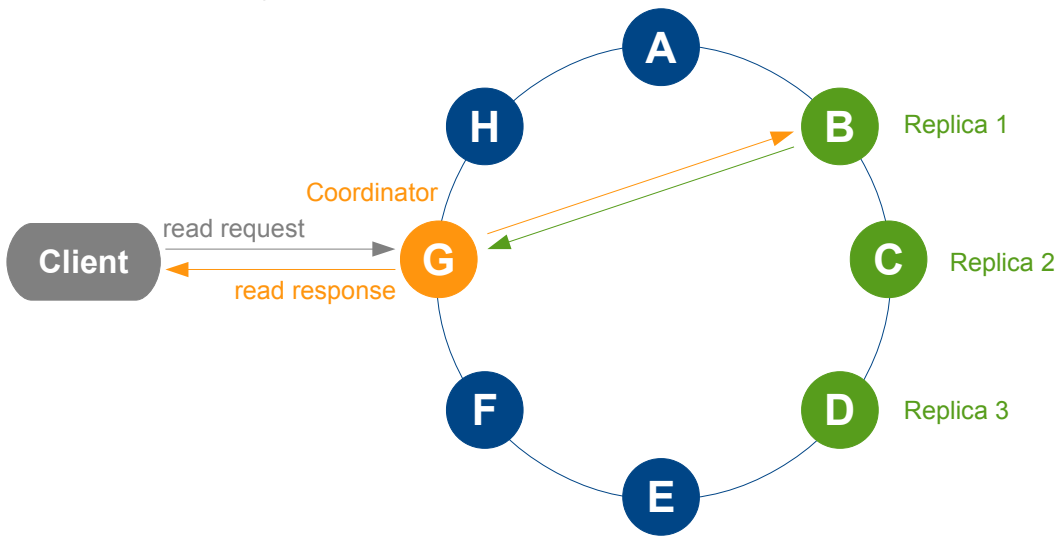 A
H
B
Replica 1
Coordinator
read request
Client
G
C
Replica 2
read response
F
D
Replica 3
E